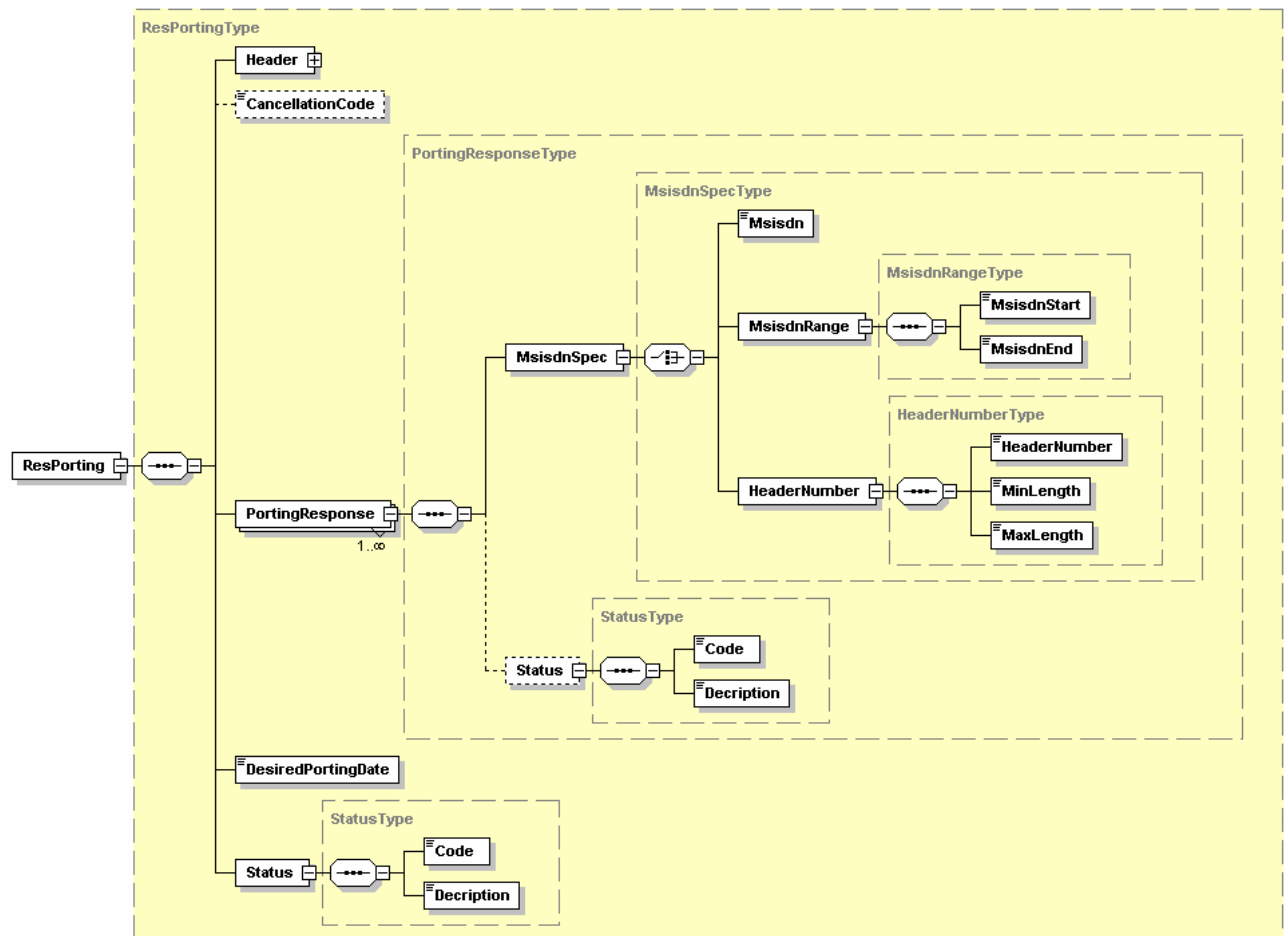 ResPortingType
Header
CancellationCode
PortingResponseType
MsisdnSpecType
Msisdn
MsisdnRangeType
MsisdnStart
MsisdnRange
MsisdnEnd
MsisdnSpec
HeaderNumberType
HeaderNumber
ResPorting
HeaderNumber
MinLength
PortingResponse
MaxLength
1..∞
StatusType
Code
Status
Decription
DesiredPortingDate
StatusType
Code
Status
Decription